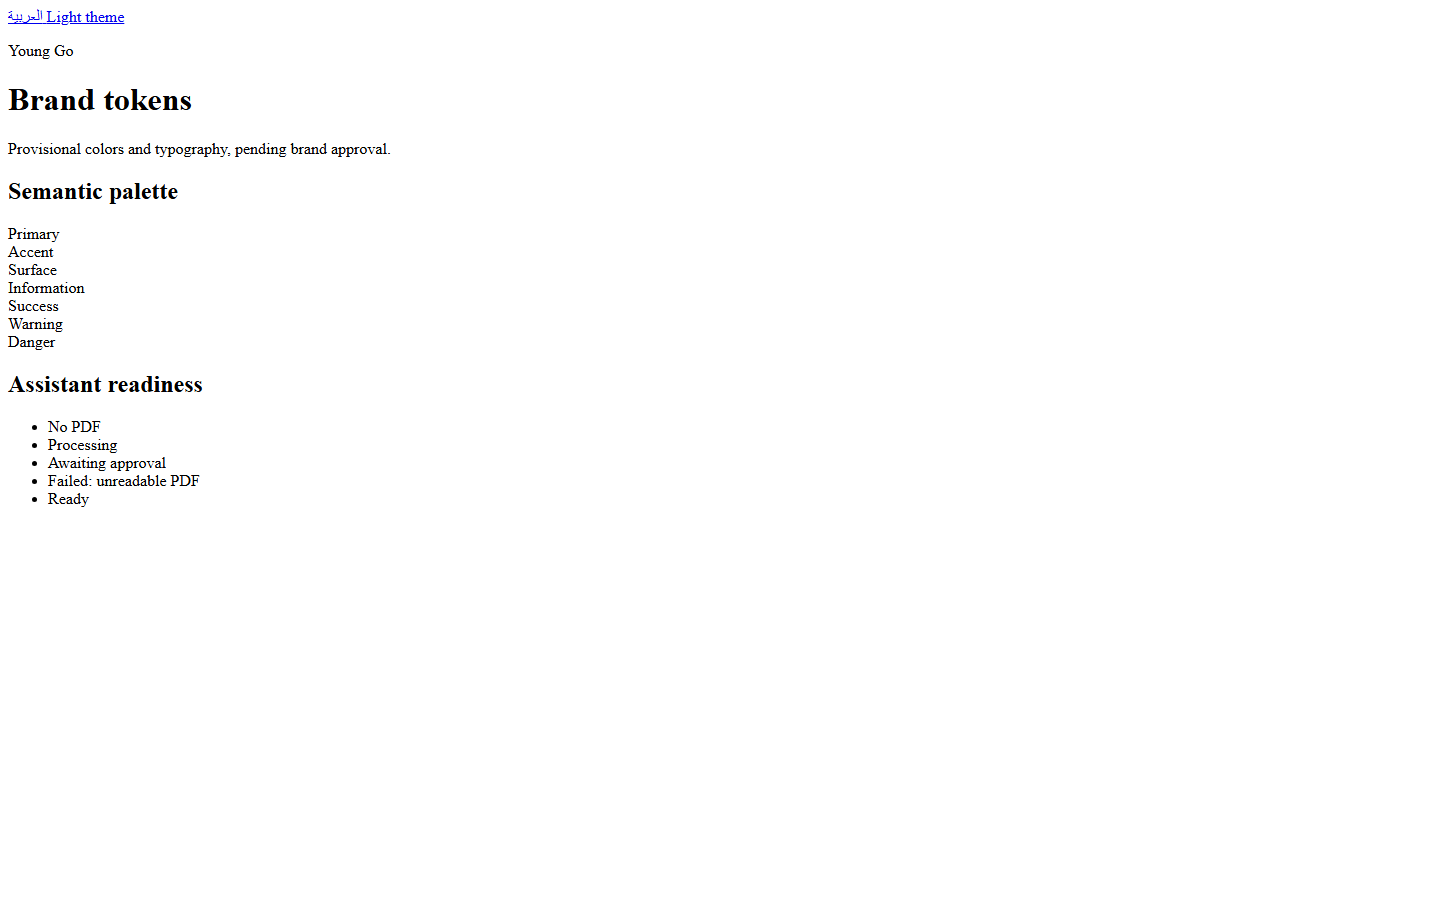 العربية Light theme
Young Go
Brand tokens
Provisional colors and typography, pending brand approval.
Semantic palette
Primary
Accent
Surface
Information
Success
Warning
Danger
Assistant readiness
No PDF
Processing
Awaiting approval
Failed: unreadable PDF
Ready